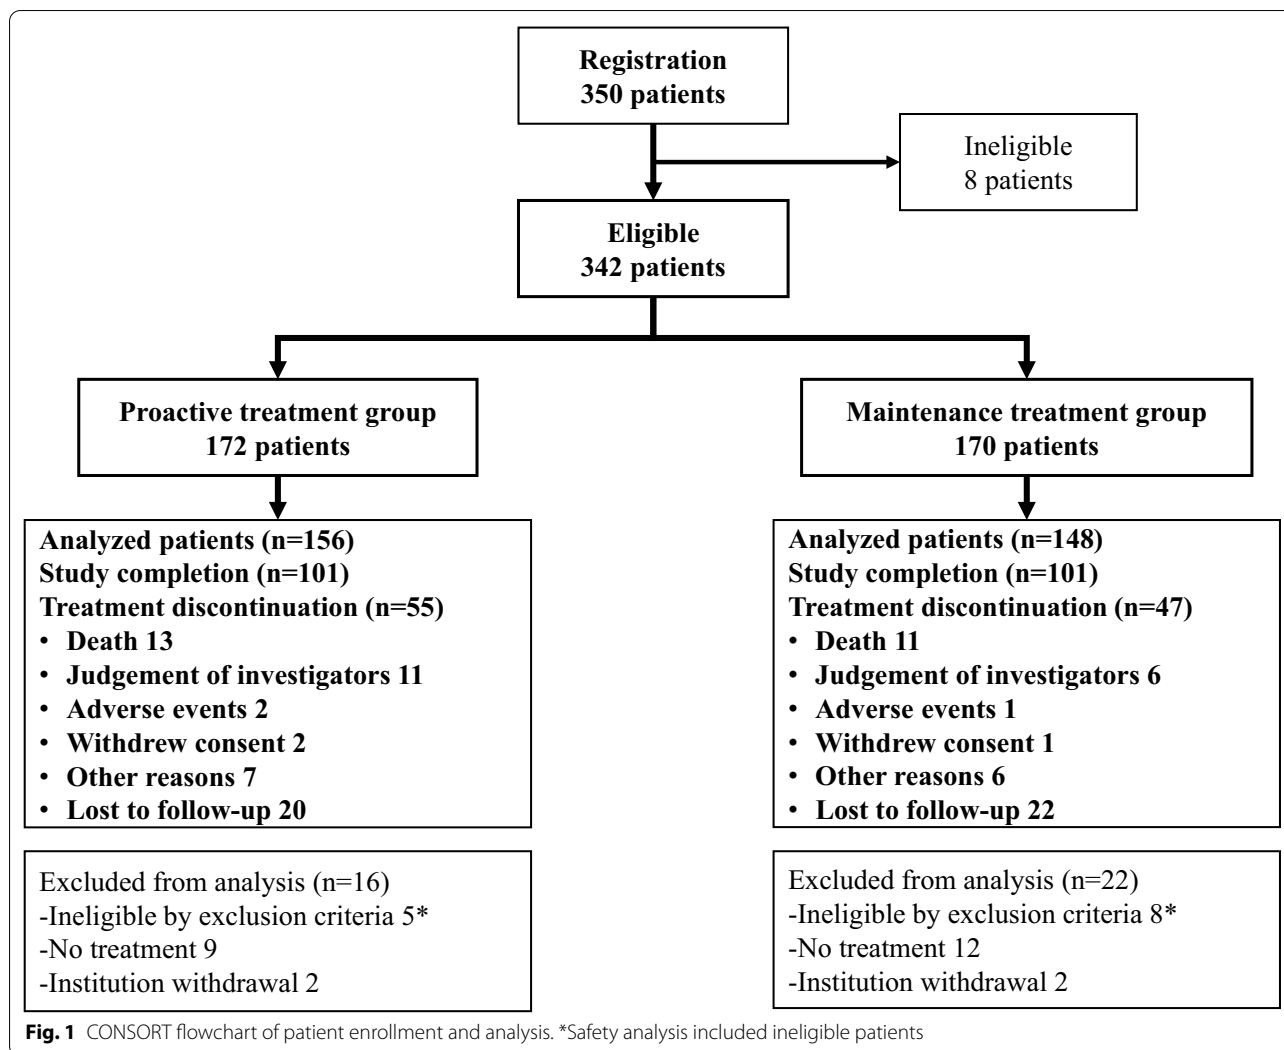 Registration
350 patients
Ineligible
8 patients
Eligible
342 patients
Proactive treatment group
172 patients
Maintenance treatment group
170 patients
Analyzed patients (n=156)
Study completion (n=101)
Treatment discontinuation (n=55)
• Death 13
• Judgement of investigators 11
• Adverse events 2
• Withdrew consent 2
• Other reasons 7
• Lost to follow-up 20
Analyzed patients (n=148)
Study completion (n=101)
Treatment discontinuation (n=47)
• Death 11
• Judgement of investigators 6
• Adverse events 1
• Withdrew consent 1
• Other reasons 6
• Lost to follow-up 22
Excluded from analysis (n=16)
-Ineligible by exclusion criteria 5*
-No treatment 9
-Institution withdrawal 2
Excluded from analysis (n=22)
-Ineligible by exclusion criteria 8*
-No treatment 12
-Institution withdrawal 2
Fig. 1 CONSORT flowchart of patient enrollment and analysis. *Safety analysis included ineligible patients